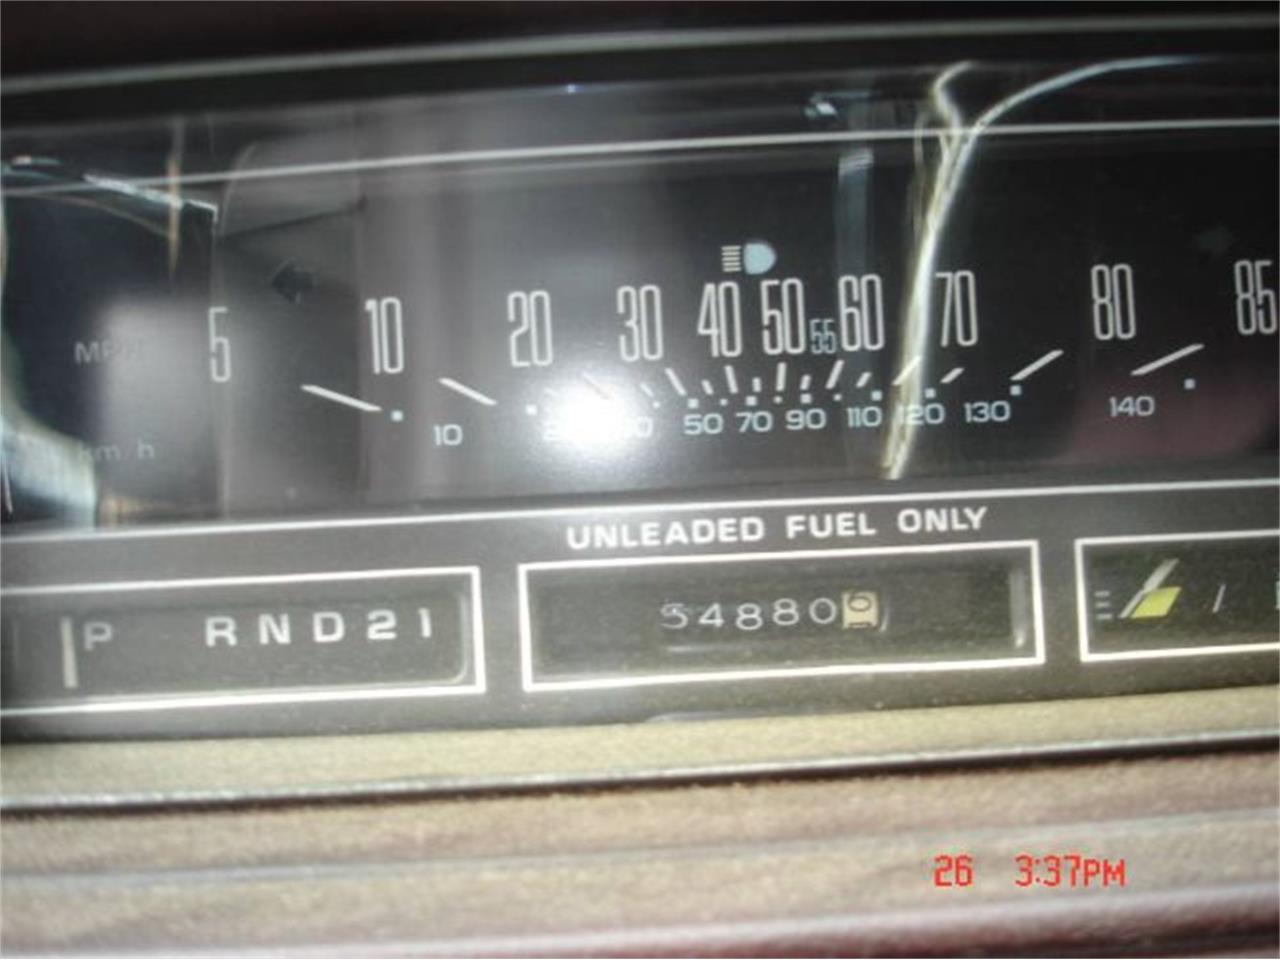 5 10 20 30 40 50 55 60 70 80 85
MPH
10 50 70 90 110 120 130 140
km/h
UNLEADED FUEL ONLY
P RND21
54880
26 3:37PM